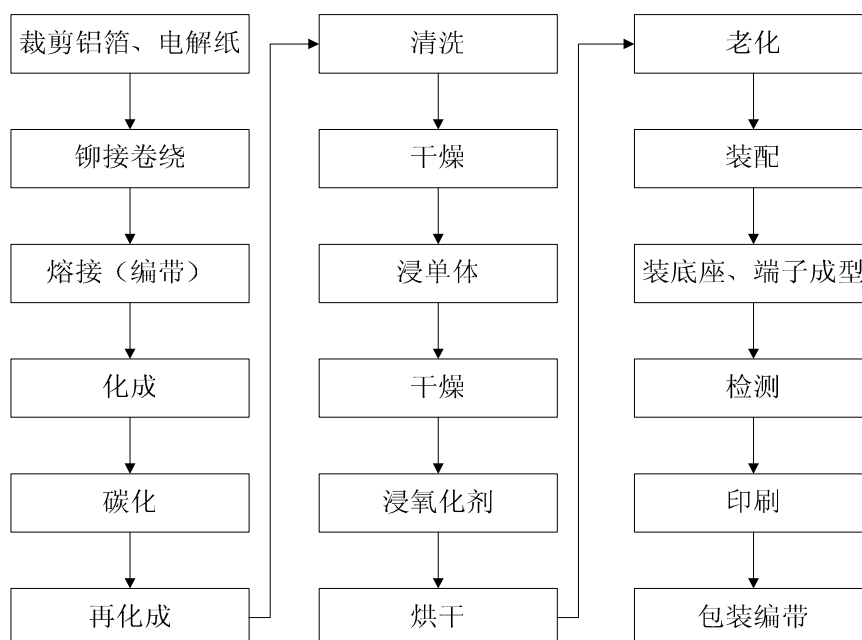 裁剪铝箔、电解纸
铆接卷绕
熔接（编带）
化成
碳化
再化成
清洗
干燥
浸单体
干燥
浸氧化剂
烘干
老化
装配
装底座、端子成型
检测
印刷
包装编带